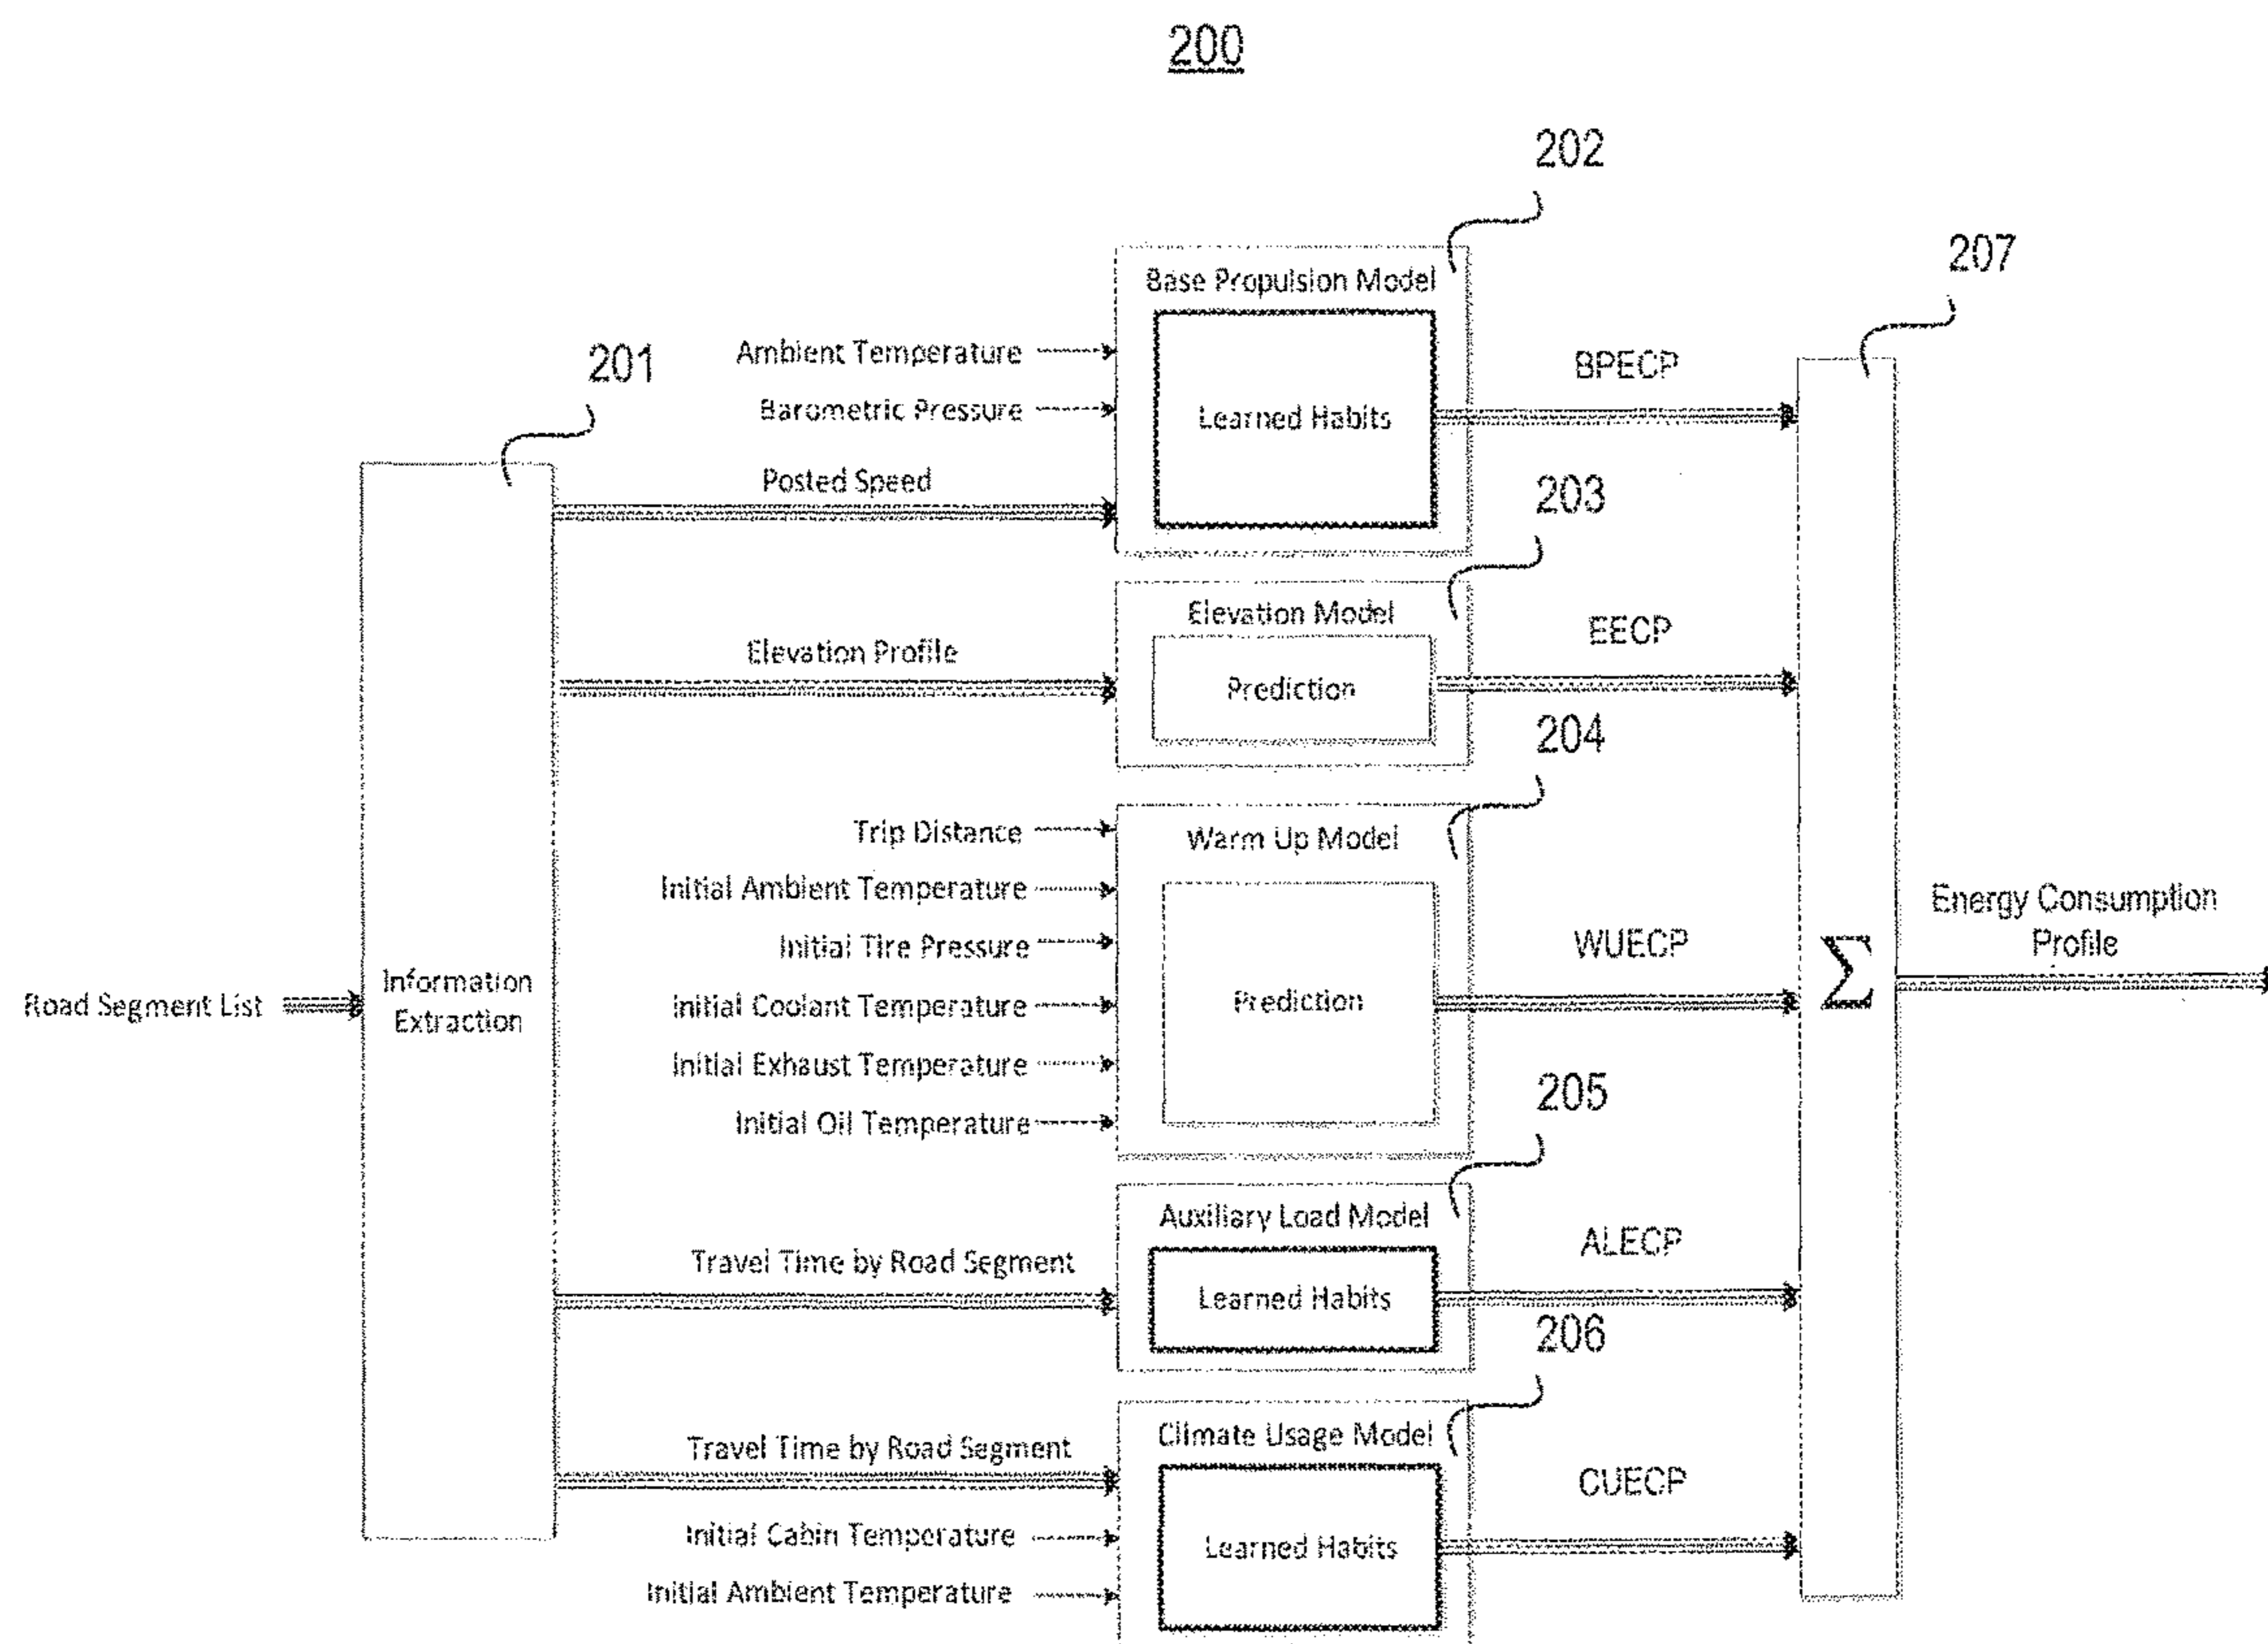 200
202
207
Base Propulsion Model
201
Ambient Temperature
BPECP
Barometric Pressure
Learned Habits
Posted Speed
203
Elevation Model
EECP
Elevation Profile
Prediction
204
Trip Distance
Warm Up Model
Initial Ambient Temperature
Energy Consumption
Profile
Initial Tire Pressure
WUECP
Σ
Road Segment List
Information
Extraction
Initial Coolant Temperature
Prediction
Initial Exhaust Temperature
205
Initial Oil Temperature
Auxiliary Load Model
ALECP
Travel Time by Road Segment
Learned Habits
206
Travel Time by Road Segment
Climate Usage Model
CUECP
Initial Cabin Temperature
Learned Habits
Initial Ambient Temperature